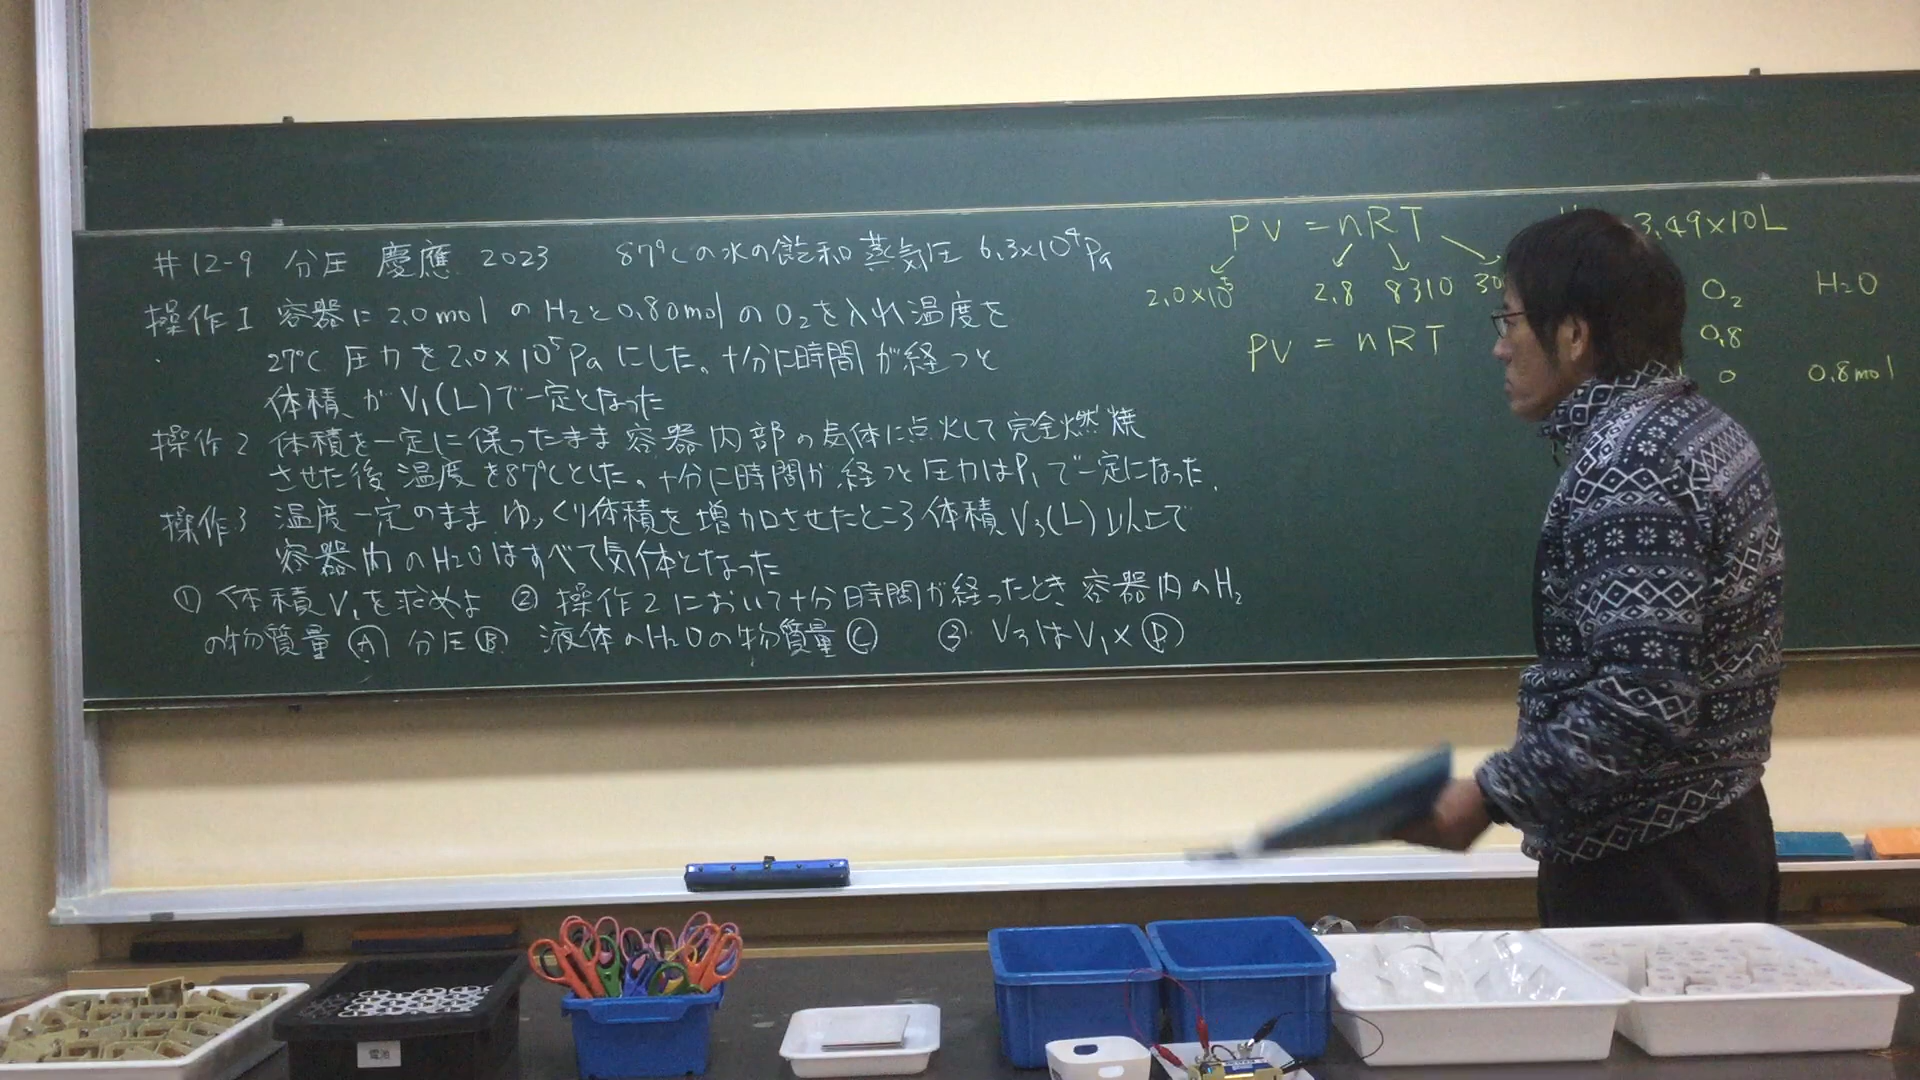 #12-9 分圧 慶應 2023 87℃の水の飽和蒸気圧 6.3×10⁴Pa
操作1 容器に2.0molのH₂と0.80molのO₂を入れ温度を
27℃ 圧力を2.0×10⁵Paにした。十分に時間が経つと
体積がV₁(L)で一定となった
操作2 体積を一定に保ったまま容器内部の気体に点火して完全燃焼
させた後温度を87℃とした。十分に時間が経つと圧力はP₁で一定になった.
操作3 温度一定のままゆっくり体積を増加させたところ体積V₃(L)以上で
容器内のH₂Oはすべて気体となった
① 体積V₁を求めよ ② 操作2において十分時間が経ったとき容器内のH₂
の物質量Ⓐ 分圧Ⓑ 液体のH₂Oの物質量Ⓒ ③ V₃はV₁×Ⓓ
PV = nRT
2.0×10⁵ 2.8 8310 30
PV = nRT
3.49×10L
O₂ H₂O
0.8
0 0.8mol
電池